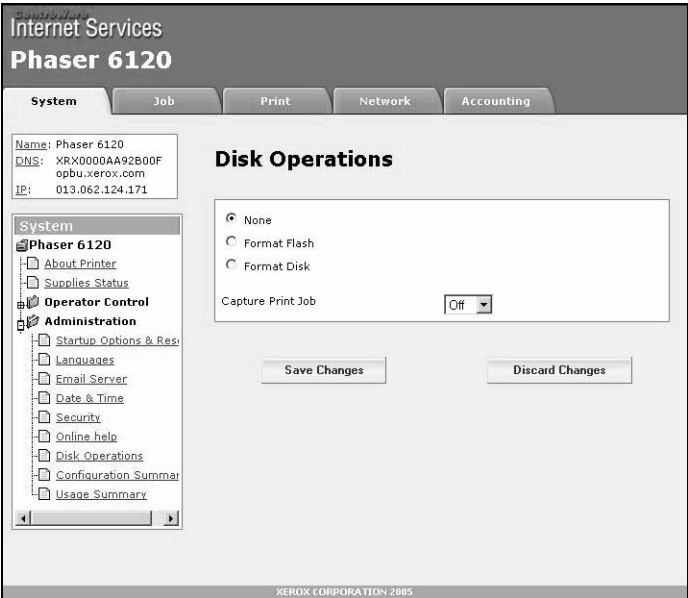 CentreWare
Internet Services
Phaser 6120
System
Job
Print
Network
Accounting
Name: Phaser 6120
DNS: XRX0000AA92B00F
opbu.xerox.com
IP: 013.062.124.171
Disk Operations
System
Phaser 6120
About Printer
Supplies Status
Operator Control
Administration
Startup Options & Res
Languages
Email Server
Date & Time
Security
Online help
Disk Operations
Configuration Summar
Usage Summary
None
Format Flash
Format Disk
Capture Print Job
Off
Save Changes
Discard Changes
XEROX CORPORATION 2005